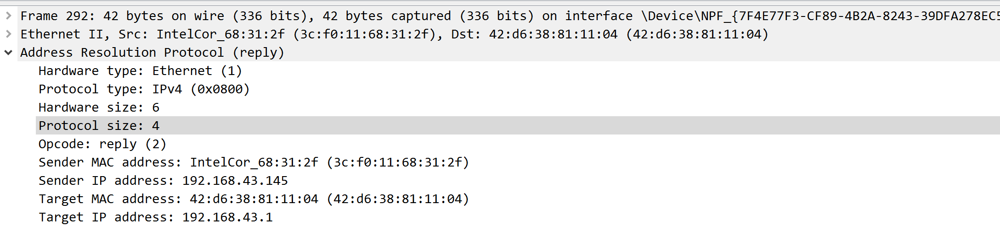 Frame 292: 42 bytes on wire (336 bits), 42 bytes captured (336 bits) on interface \Device\NPF_{7F4E77F3-CF89-4B2A-8243-39DFA278EC5
Ethernet II, Src: IntelCor_68:31:2f (3c:f0:11:68:31:2f), Dst: 42:d6:38:81:11:04 (42:d6:38:81:11:04)
Address Resolution Protocol (reply)
Hardware type: Ethernet (1)
Protocol type: IPv4 (0x0800)
Hardware size: 6
Protocol size: 4
Opcode: reply (2)
Sender MAC address: IntelCor_68:31:2f (3c:f0:11:68:31:2f)
Sender IP address: 192.168.43.145
Target MAC address: 42:d6:38:81:11:04 (42:d6:38:81:11:04)
Target IP address: 192.168.43.1